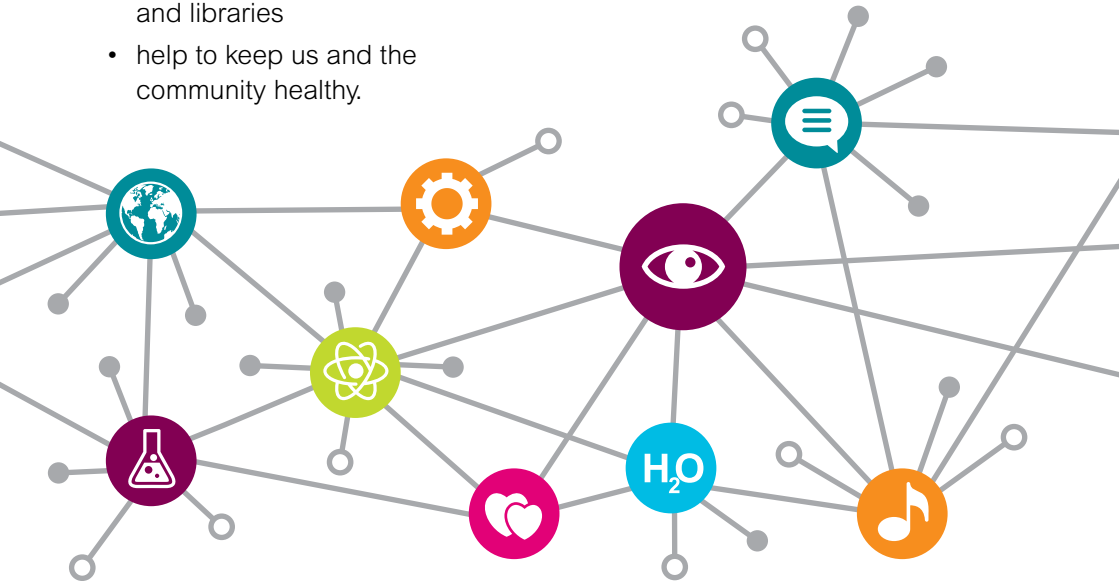 and libraries
• help to keep us and the
community healthy.
H₂O